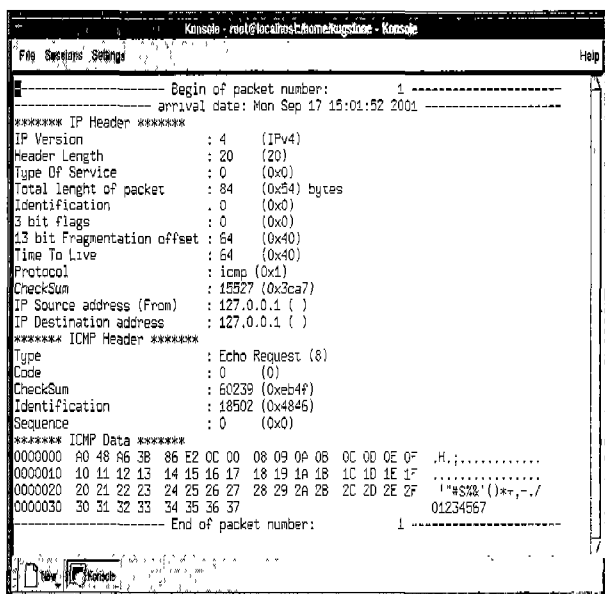 Konsole - root@localhost:/home/kugstone - Konsole
File Sessions Settings Help
------------------- Begin of packet number: 1 -------------------
------------------- arrival date: Mon Sep 17 15:01:52 2001 -----------------
******* IP Header *******
IP Version : 4 (IPv4)
Header Length : 20 (20)
Type Of Service : 0 (0x0)
Total lenght of packet : 84 (0x54) bytes
Identification : 0 (0x0)
3 bit flags : 0 (0x0)
13 bit Fragmentation offset : 64 (0x40)
Time To Live : 64 (0x40)
Protocol : icmp (0x1)
CheckSum : 15527 (0x3ca7)
IP Source address (From) : 127.0.0.1 ( )
IP Destination address : 127.0.0.1 ( )
******* ICMP Header *******
Type : Echo Request (8)
Code : 0 (0)
CheckSum : 60239 (0xeb4f)
Identification : 18502 (0x4846)
Sequence : 0 (0x0)
******* ICMP Data *******
0000000 A0 48 A6 3B 86 E2 0C 00 08 09 0A 0B 0C 0D 0E 0F .H.;............
0000010 10 11 12 13 14 15 16 17 18 19 1A 1B 1C 1D 1E 1F ................
0000020 20 21 22 23 24 25 26 27 28 29 2A 2B 2C 2D 2E 2F !"#$%&'()*+,-./
0000030 30 31 32 33 34 35 36 37 01234567
------------------- End of packet number: 1 -------------------
New Konsole